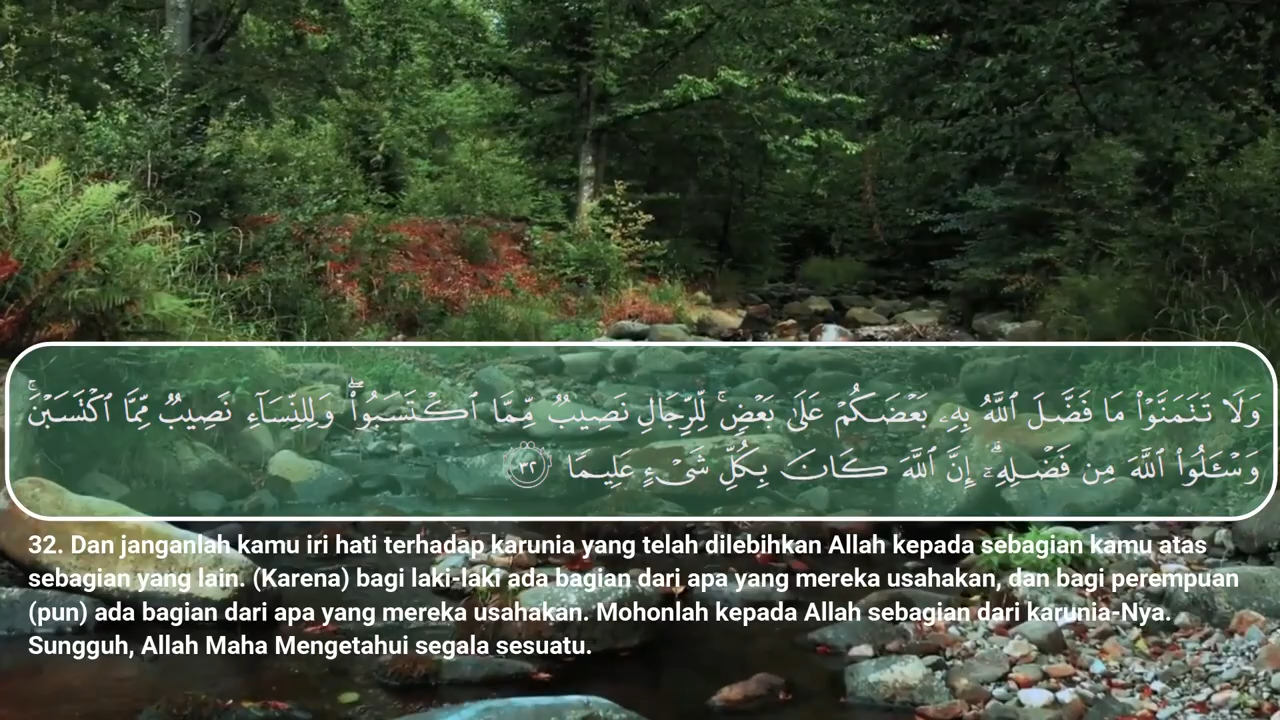 وَلَا تَتَمَنَّوْا۟ مَا فَضَّلَ ٱللَّهُ بِهِۦ بَعْضَكُمْ عَلَىٰ بَعْضٍۢ ۚ لِّلرِّجَالِ نَصِيبٌۭ مِّمَّا ٱكْتَسَبُوا۟ ۖ وَلِلنِّسَآءِ نَصِيبٌۭ مِّمَّا ٱكْتَسَبْنَ ۚ
وَسْـَٔلُوا۟ ٱللَّهَ مِن فَضْلِهِۦٓ ۗ إِنَّ ٱللَّهَ كَانَ بِكُلِّ شَىْءٍ عَلِيمًۭا ٣٢
32. Dan janganlah kamu iri hati terhadap karunia yang telah dilebihkan Allah kepada sebagian kamu atas
sebagian yang lain. (Karena) bagi laki-laki ada bagian dari apa yang mereka usahakan, dan bagi perempuan
(pun) ada bagian dari apa yang mereka usahakan. Mohonlah kepada Allah sebagian dari karunia-Nya.
Sungguh, Allah Maha Mengetahui segala sesuatu.